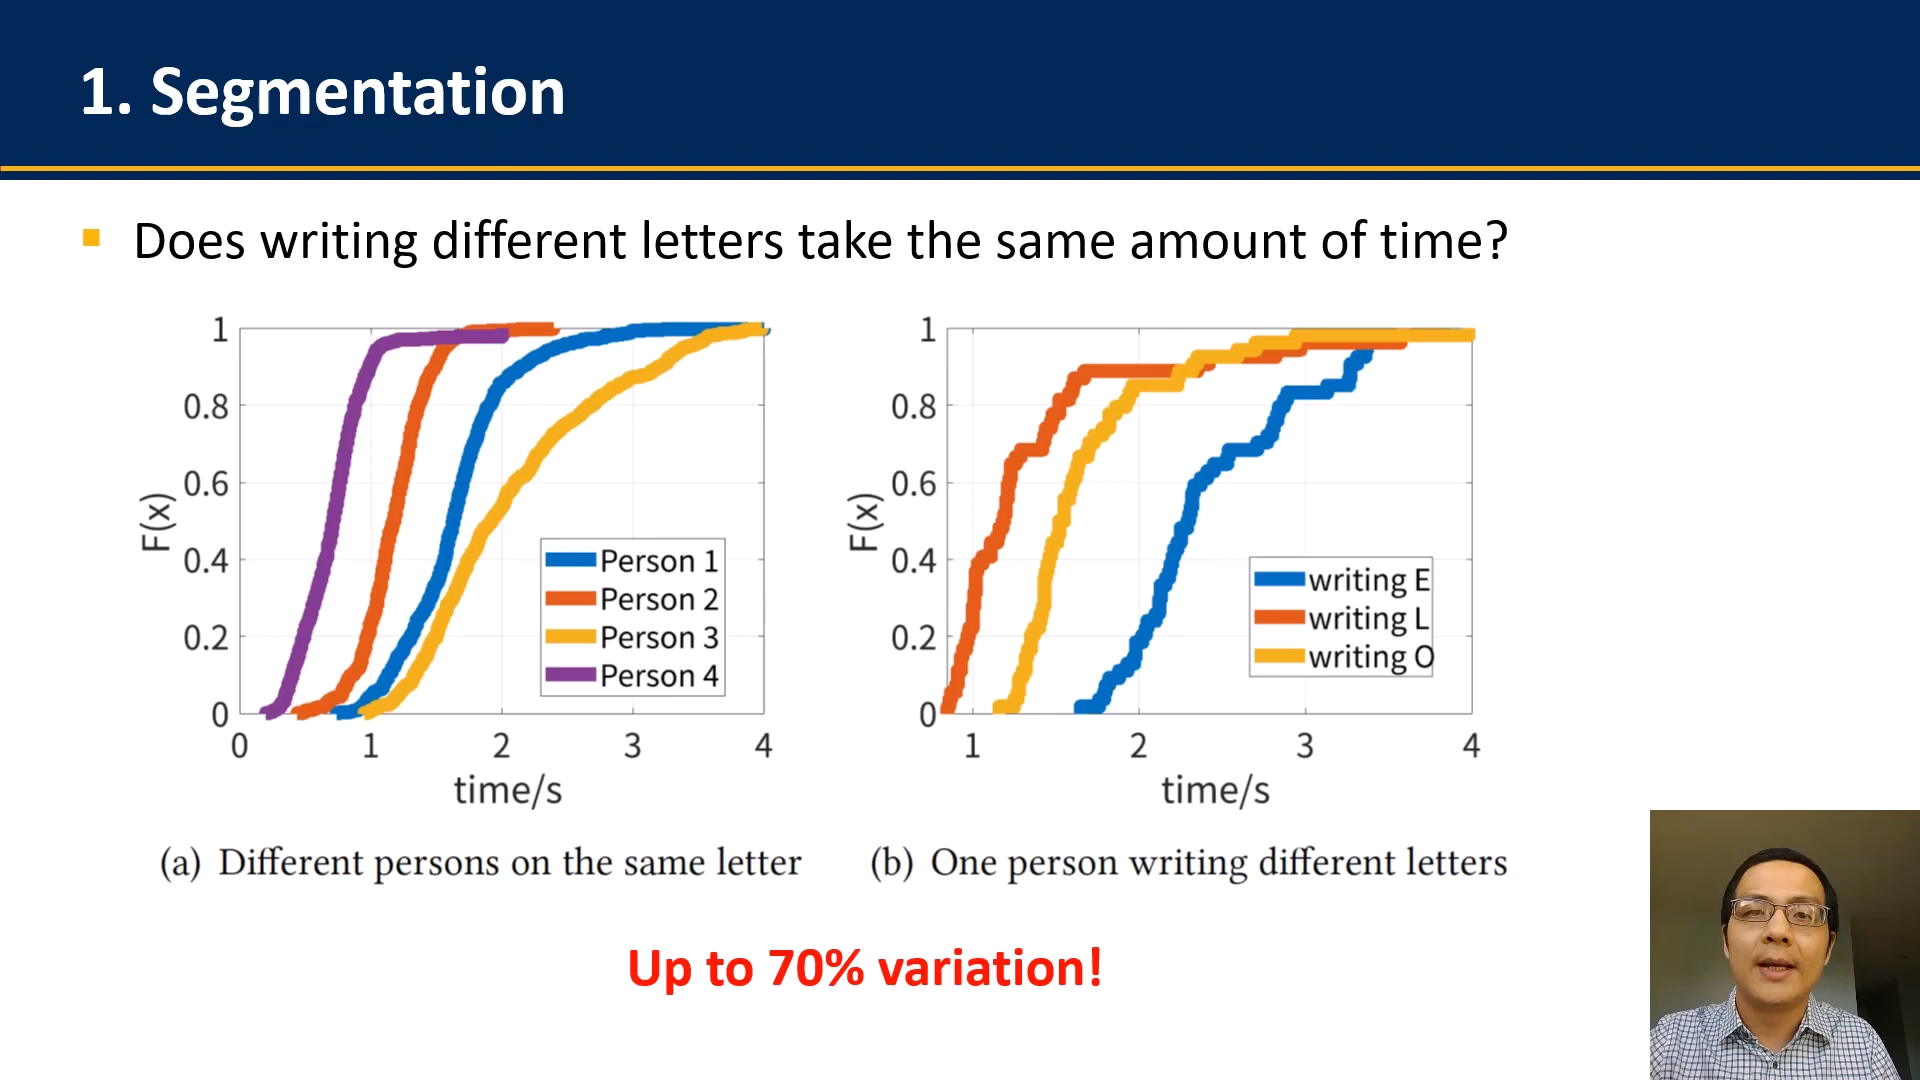 1. Segmentation
Does writing different letters take the same amount of time?
1
0.8
0.6
0.4
0.2
0
F(x)
0 1 2 3 4
time/s
Person 1
Person 2
Person 3
Person 4
(a) Different persons on the same letter
1
0.8
0.6
0.4
0.2
0
F(x)
1 2 3 4
time/s
writing E
writing L
writing O
(b) One person writing different letters
Up to 70% variation!